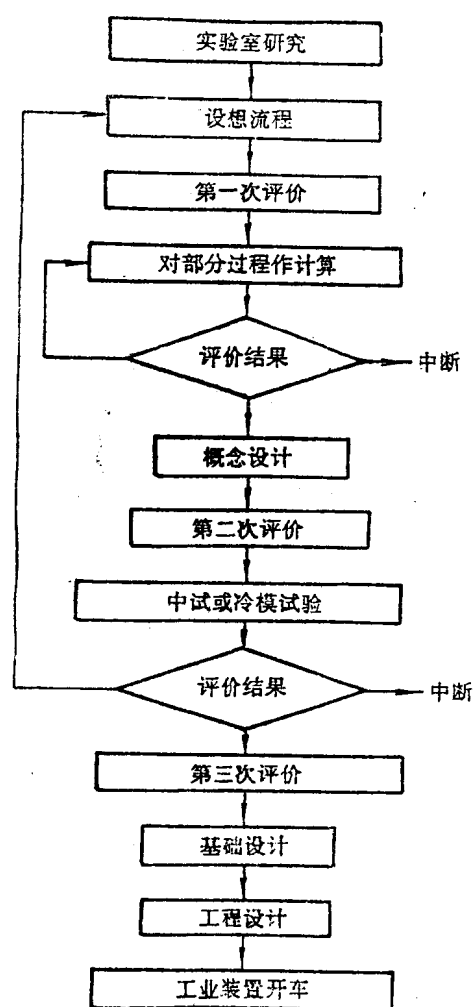 实验室研究
设想流程
第一次评价
对部分过程作计算
评价结果
中断
概念设计
第二次评价
中试或冷模试验
评价结果
中断
第三次评价
基础设计
工程设计
工业装置开车